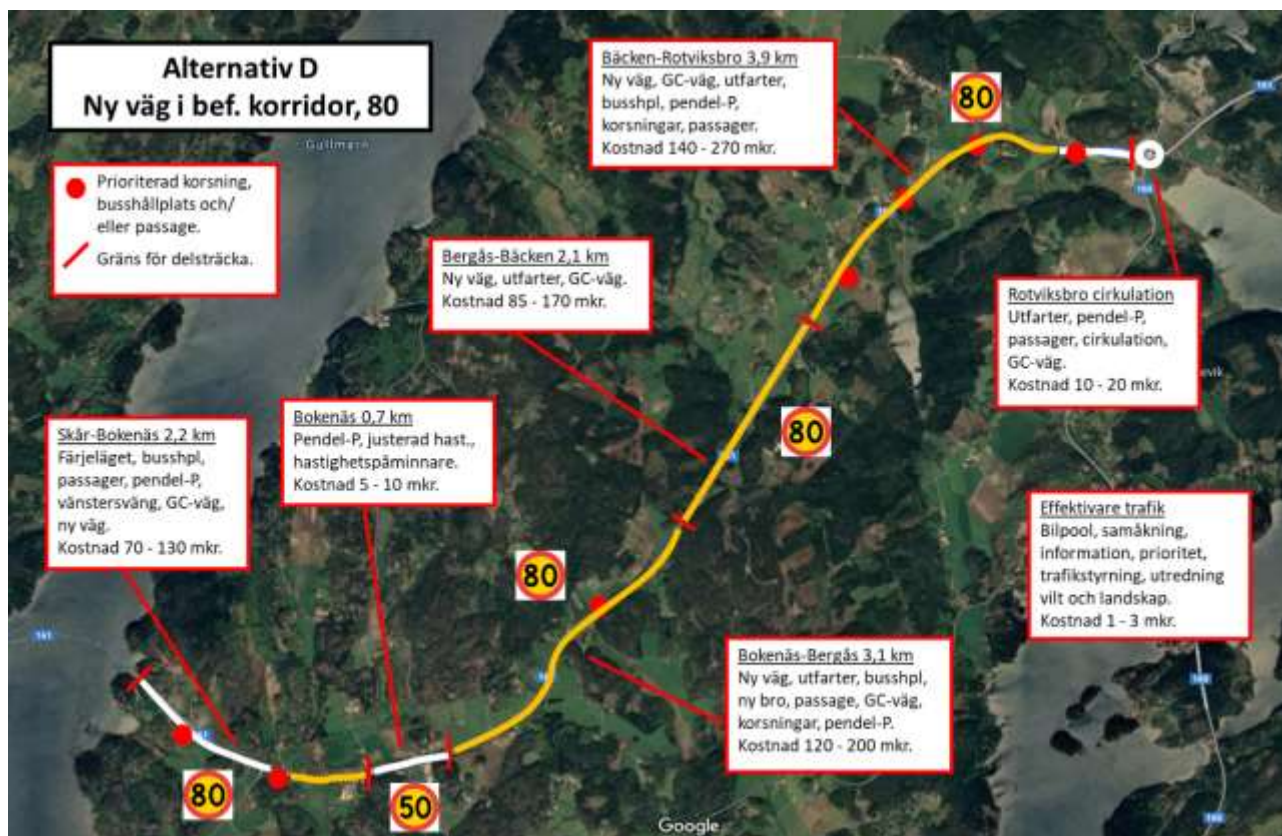 Alternativ D
Ny väg i bef. korridor, 80
Prioriterad korsning,
busshållplats och/
eller passage.
Gräns för delsträcka.
Gullmarn
Bäcken-Rotviksbro 3,9 km
Ny väg, GC-väg, utfarter,
busshpl, pendel-P,
korsningar, passager.
Kostnad 140 - 270 mkr.
80
161
Bergås-Bäcken 2,1 km
Ny väg, utfarter, GC-väg.
Kostnad 85 - 170 mkr.
Rotviksbro cirkulation
Utfarter, pendel-P,
passager, cirkulation,
GC-väg.
Kostnad 10 - 20 mkr.
80
Skår-Bokenäs 2,2 km
Färjeläget, busshpl,
passager, pendel-P,
vänstersväng, GC-väg,
ny väg.
Kostnad 70 - 130 mkr.
Bokenäs 0,7 km
Pendel-P, justerad hast.,
hastighetspåminnare.
Kostnad 5 - 10 mkr.
Effektivare trafik
Bilpool, samåkning,
information, prioritet,
trafikstyrning, utredning
vilt och landskap.
Kostnad 1 - 3 mkr.
80
161
Bokenäs-Bergås 3,1 km
Ny väg, utfarter, busshpl,
ny bro, passage, GC-väg,
korsningar, pendel-P.
Kostnad 120 - 200 mkr.
80
50
Google